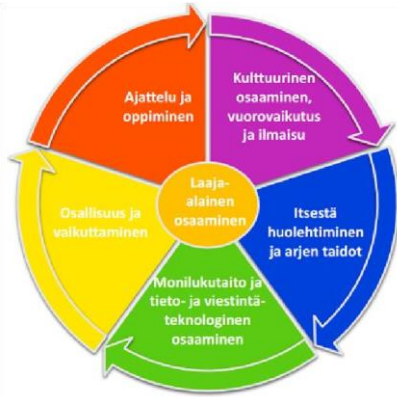 Ajattelu ja
oppiminen
Kulttuurinen
osaaminen,
vuorovaikutus
ja ilmaisu
Itsestä
huolehtiminen
ja arjen taidot
Monilukutaito ja
tieto- ja viestintä-
teknologinen
osaaminen
Osallisuus ja
vaikuttaminen
Laaja-
alainen
osaaminen